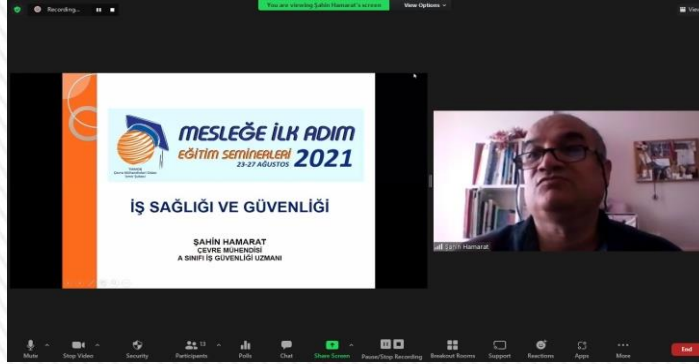 Recording...
You are viewing Şahin Hamarat's screen
View Options
View
MESLEĞE İLK ADIM
EĞİTİM SEMİNERLERİ 2021
23-27 AĞUSTOS
İŞ SAĞLIĞI VE GÜVENLİĞİ
ŞAHİN HAMARAT
ÇEVRE MÜHENDİSİ
A SINIFI İŞ GÜVENLİĞİ UZMANI
Şahin Hamarat
Mute
Stop Video
Security
13
Participants
Polls
Chat
Share Screen
Pause/Stop Recording
Breakout Rooms
Support
Reactions
Apps
More
End